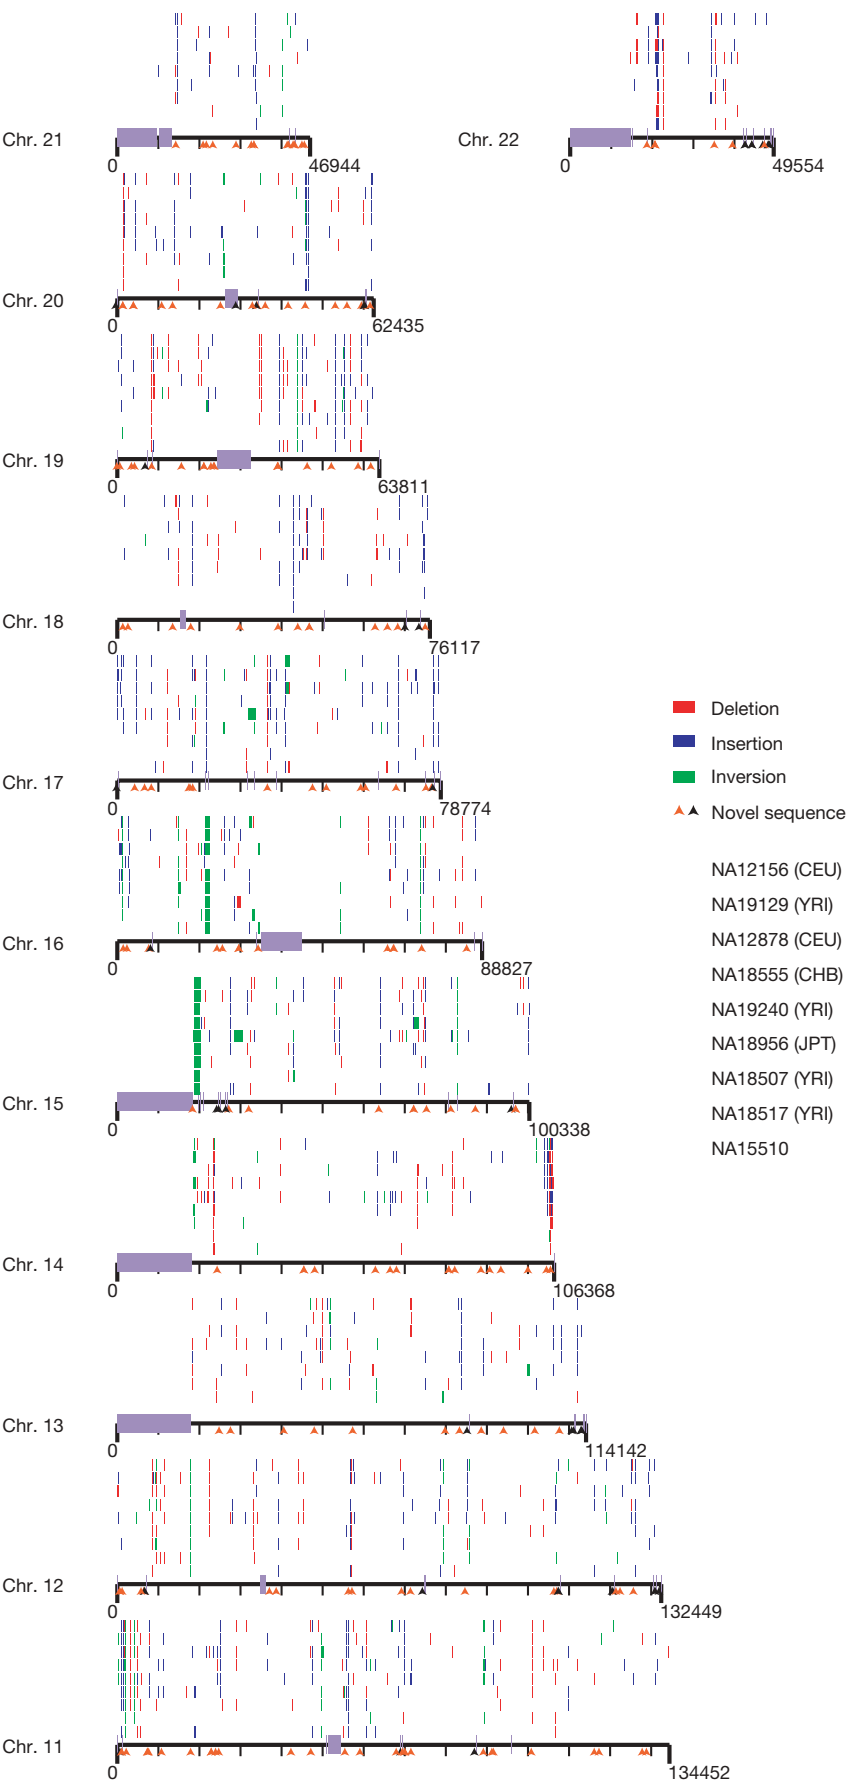 Chr. 21
0
46944
Chr. 22
0
49554
Chr. 20
0
62435
Chr. 19
0
63811
Chr. 18
0
76117
Chr. 17
0
78774
Deletion
Insertion
Inversion
Novel sequence
NA12156 (CEU)
NA19129 (YRI)
NA12878 (CEU)
NA18555 (CHB)
NA19240 (YRI)
NA18956 (JPT)
NA18507 (YRI)
NA18517 (YRI)
NA15510
Chr. 16
0
88827
Chr. 15
0
100338
Chr. 14
0
106368
Chr. 13
0
114142
Chr. 12
0
132449
Chr. 11
0
134452